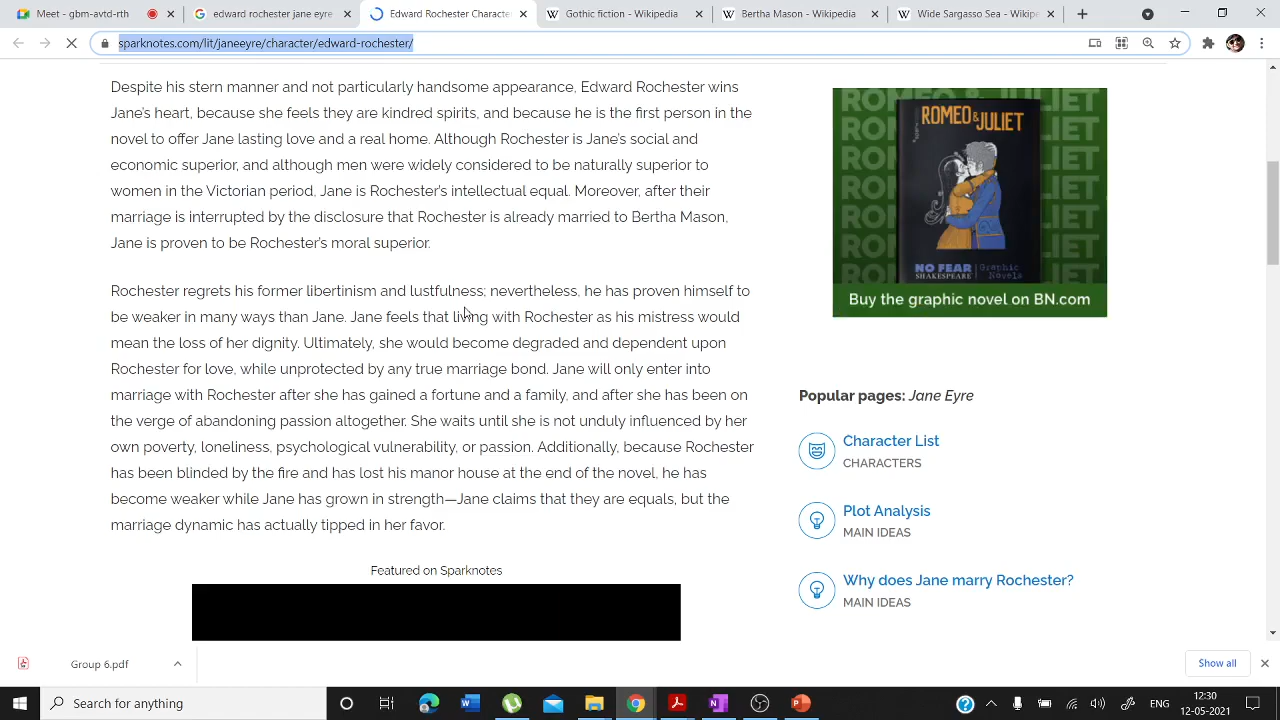 Meet - gbm-avtd-pdr
edward rochester janeeyre
Edward Rochester Characte
Gothic fiction - Wikipedia
Bertha Mason - Wikipedia
Wide Sargasso Sea - Wikipe
sparknotes.com/lit/janeeyre/character/edward-rochester/
Despite his stern manner and not particularly handsome appearance, Edward Rochester wins
Jane's heart, because she feels they are kindred spirits, and because he is the first person in the
novel to offer Jane lasting love and a real home. Although Rochester is Jane's social and
economic superior, and although men were widely considered to be naturally superior to
women in the Victorian period, Jane is Rochester's intellectual equal. Moreover, after their
marriage is interrupted by the disclosure that Rochester is already married to Bertha Mason,
Jane is proven to be Rochester's moral superior.
Rochester regrets his former libertinism and lustfulness; nevertheless, he has proven himself to
be weaker in many ways than Jane. Jane feels that living with Rochester as his mistress would
mean the loss of her dignity. Ultimately, she would become degraded and dependent upon
Rochester for love, while unprotected by any true marriage bond. Jane will only enter into
marriage with Rochester after she has gained a fortune and a family, and after she has been on
the verge of abandoning passion altogether. She waits until she is not unduly influenced by her
own poverty, loneliness, psychological vulnerability, or passion. Additionally, because Rochester
has been blinded by the fire and has lost his manor house at the end of the novel, he has
become weaker while Jane has grown in strength—Jane claims that they are equals, but the
marriage dynamic has actually tipped in her favor.
Featured on Sparknotes
ROMEO & JULIET
ROMEO & JULIET
NO FEAR SHAKESPEARE | Graphic Novels
Buy the graphic novel on BN.com
Popular pages: Jane Eyre
Character List
CHARACTERS
Plot Analysis
MAIN IDEAS
Why does Jane marry Rochester?
MAIN IDEAS
Group 6.pdf
Show all
Search for anything
ENG
12:30
12-05-2021